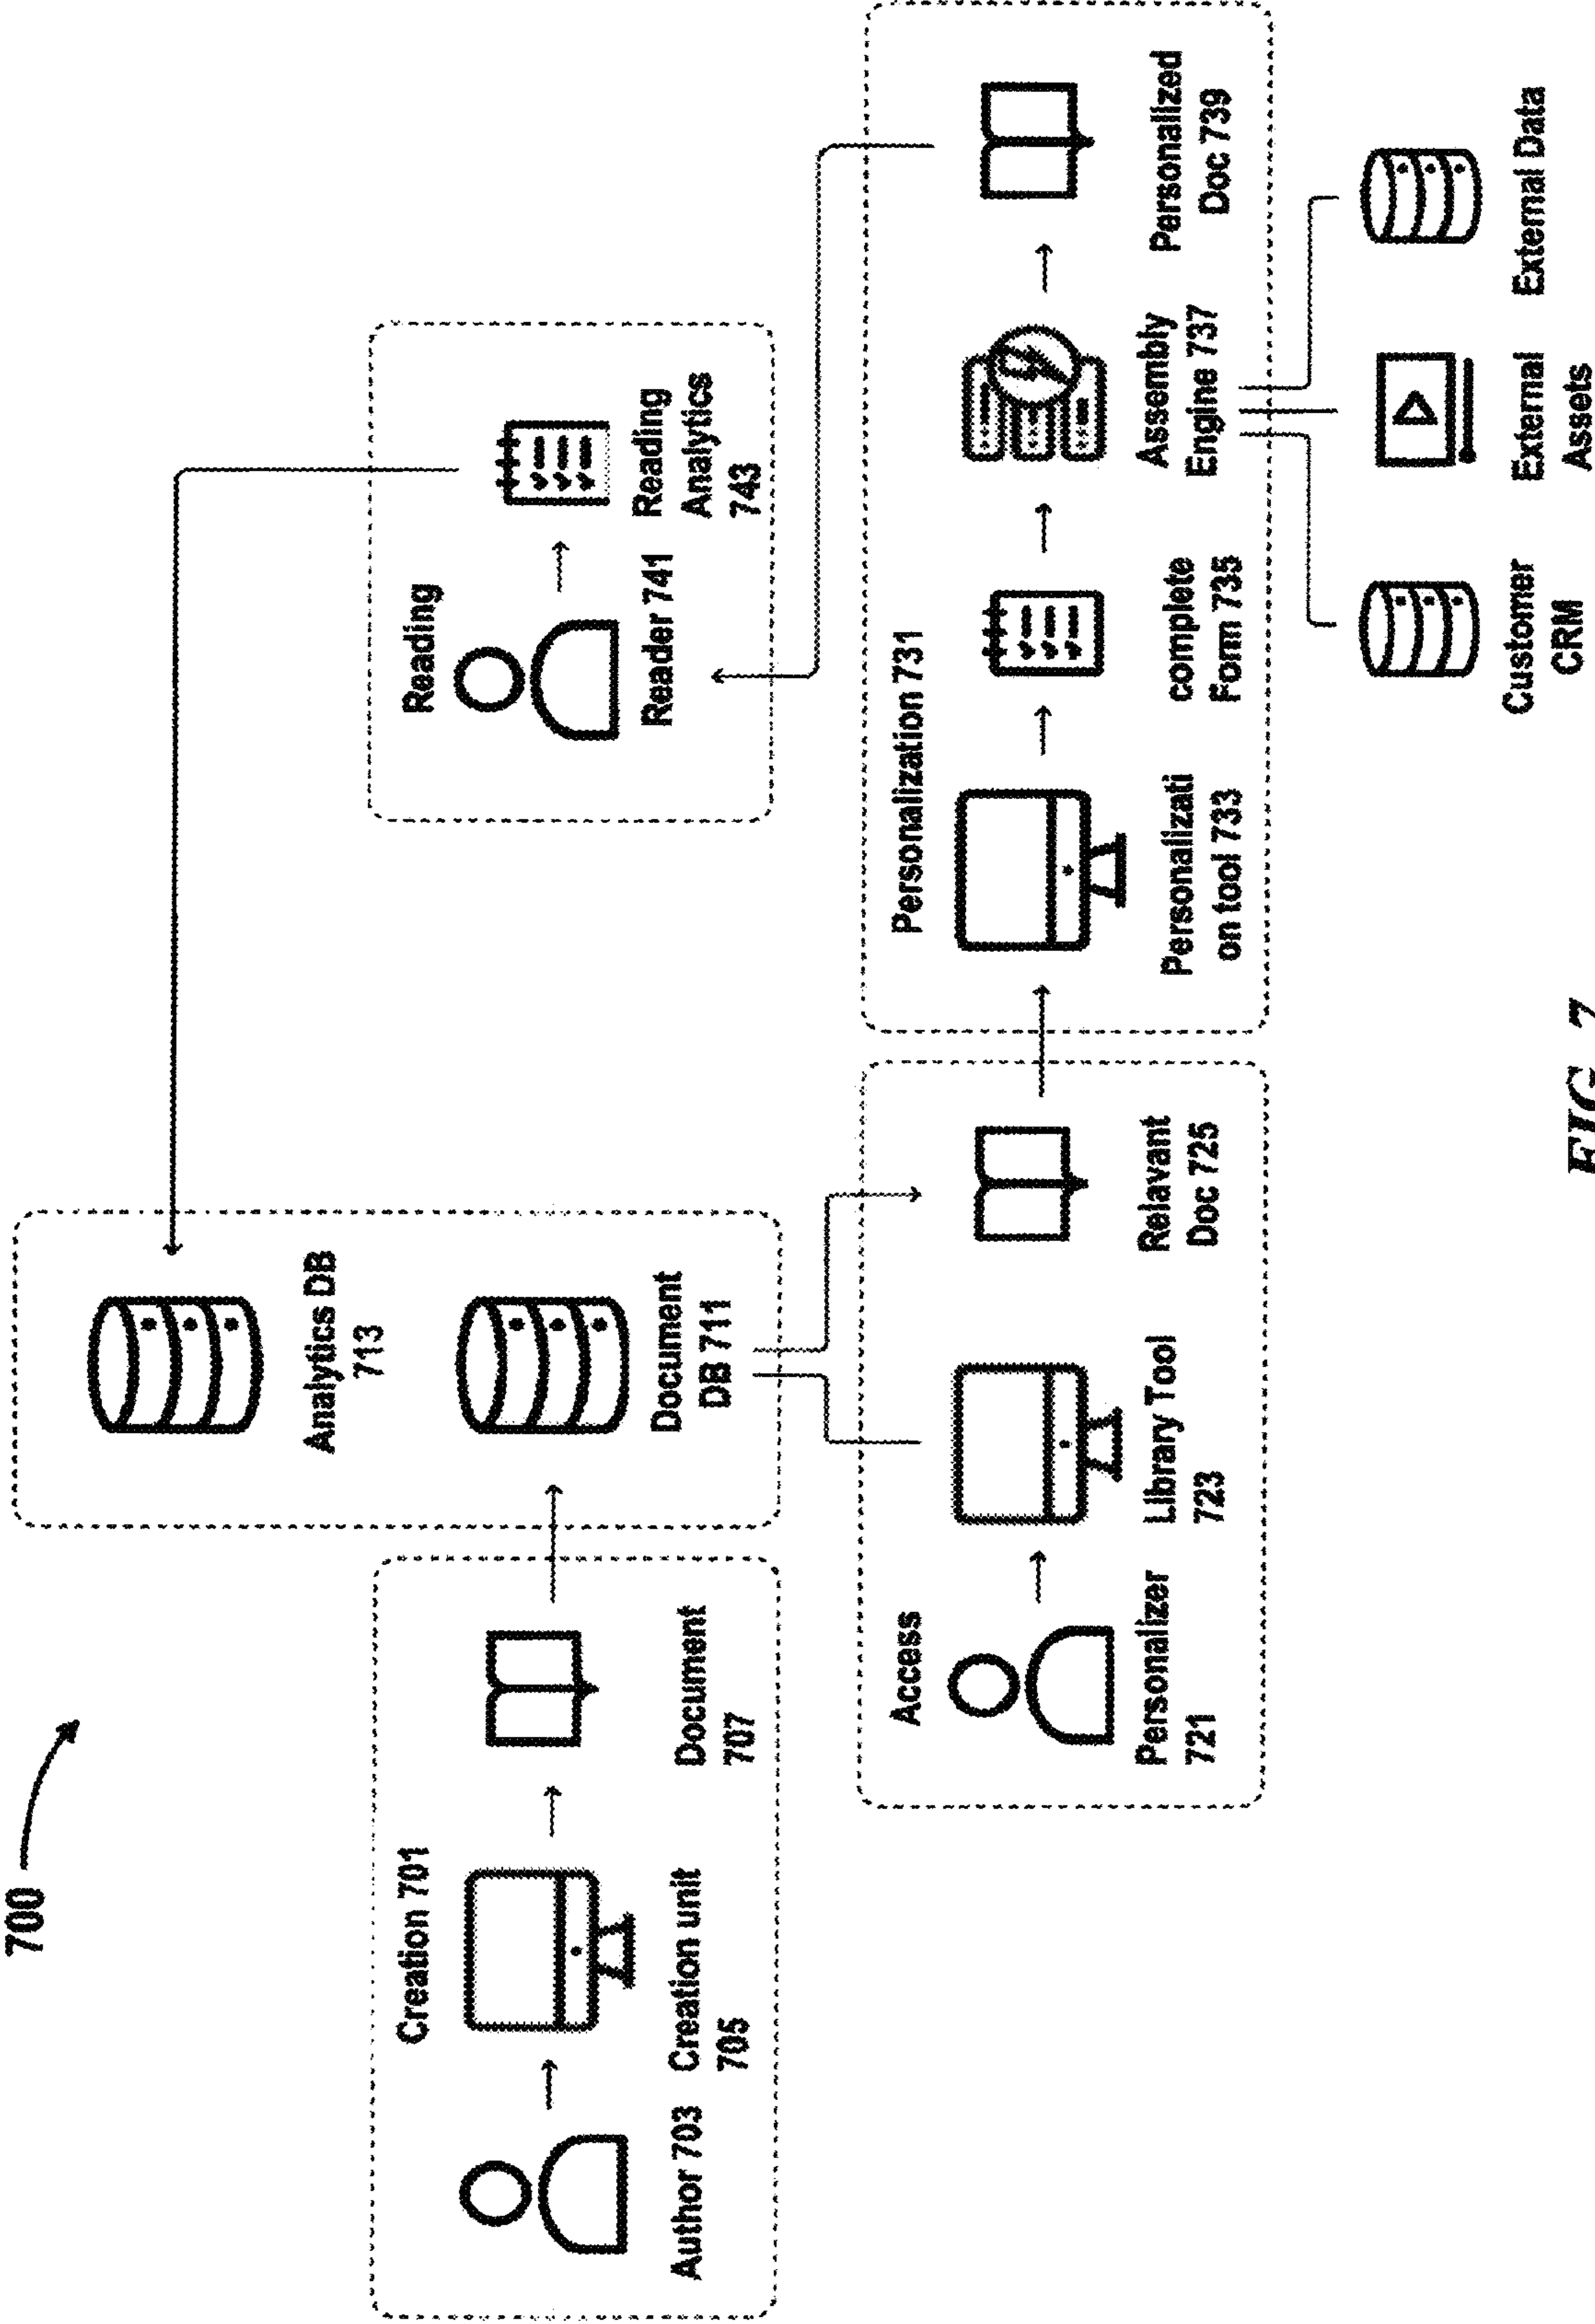 700
Creation 701
Author 703
Creation unit
705
Document
707
Analytics DB
713
Document
DB 711
Reading
Reader 741
Reading
Analytics
743
Access
Personalizer
721
Library Tool
723
Relavant
Doc 725
Personalization 731
Personalizati
on tool 733
complete
Form 735
Assembly
Engine 737
Personalized
Doc 739
Customer
CRM
External
Assets
External Data
FIG. 7